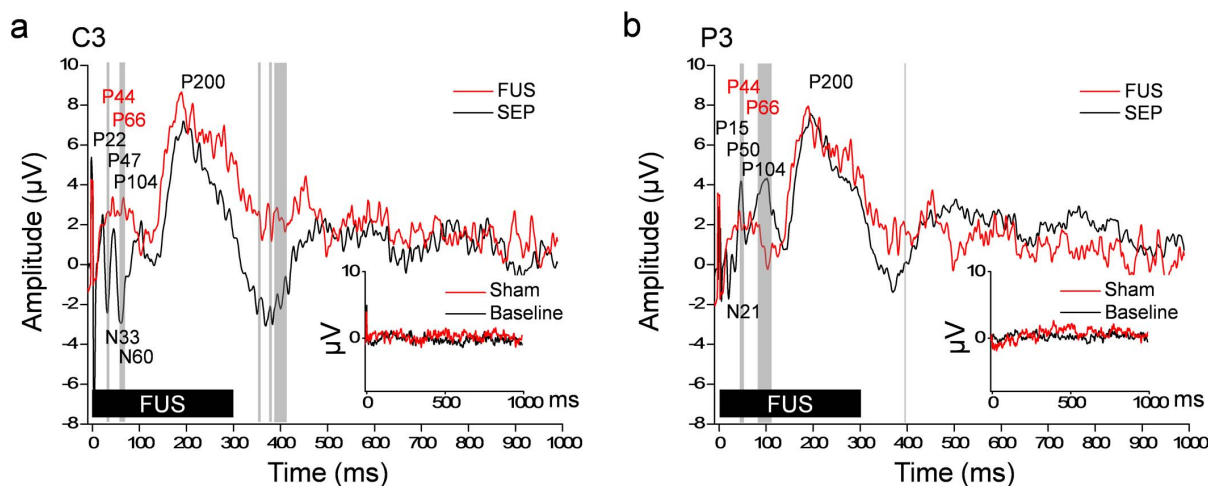 a
C3
Amplitude (µV)
10
8
6
4
2
0
-2
-4
-6
-8
P44
P66
P22
P47
P104
P200
N33
N60
FUS
SEP
FUS
10
0
µV
Sham
Baseline
0 500 1000 ms
0 100 200 300 400 500 600 700 800 900 1000
Time (ms)
b
P3
Amplitude (µV)
10
8
6
4
2
0
-2
-4
-6
-8
P44
P66
P15
P50
P104
P200
N21
FUS
SEP
FUS
10
0
µV
Sham
Baseline
0 500 1000 ms
0 100 200 300 400 500 600 700 800 900 1000
Time (ms)